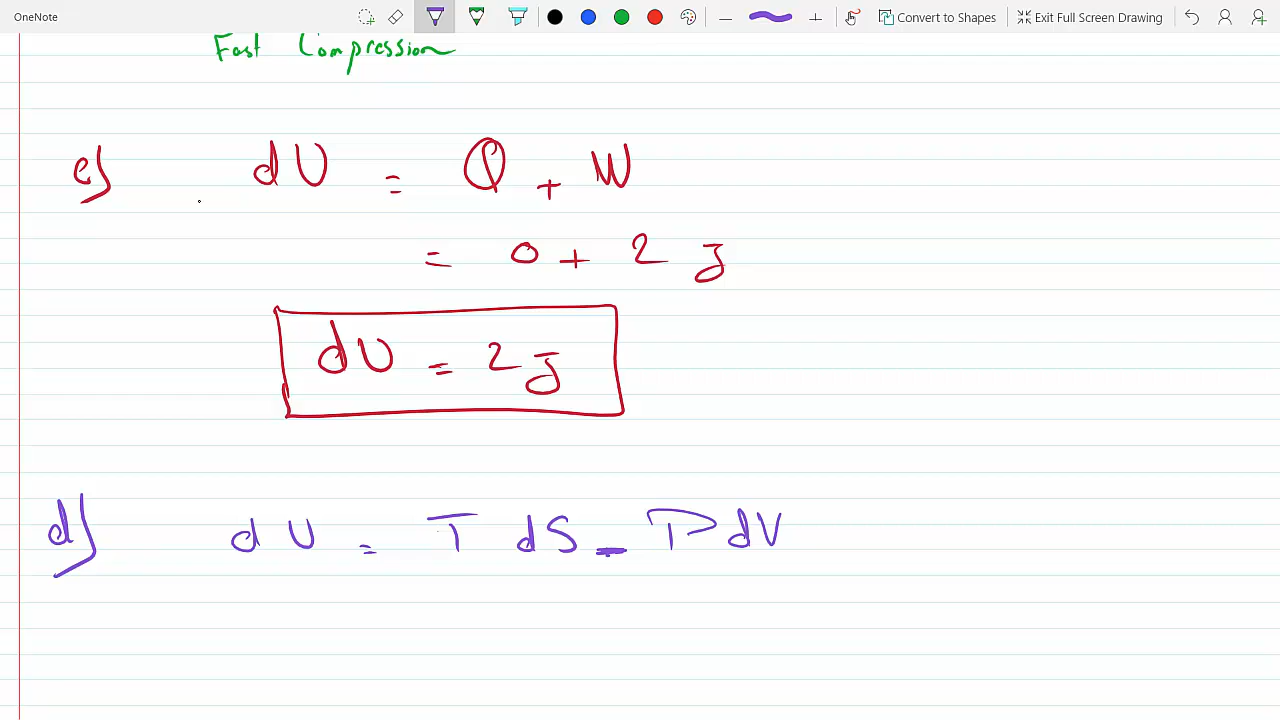 OneNote
Convert to Shapes
Exit Full Screen Drawing
Fast Compression
c) dU = Q + W
= 0 + 2 J
dU = 2 J
d) dU = T dS - P dV